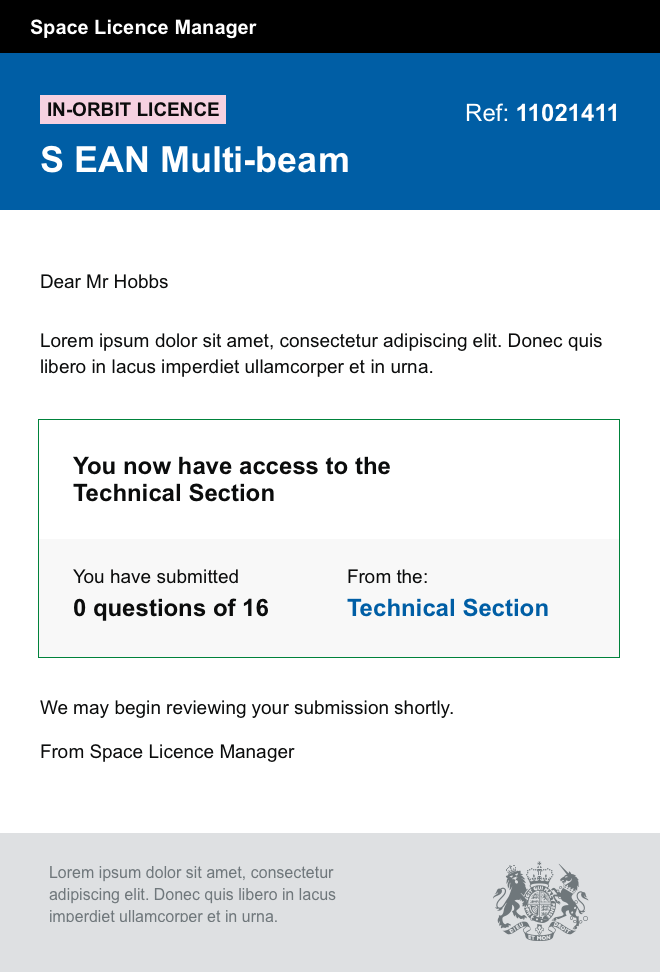 Space Licence Manager
IN-ORBIT LICENCE
Ref: 11021411
S EAN Multi-beam
Dear Mr Hobbs
Lorem ipsum dolor sit amet, consectetur adipiscing elit. Donec quis
libero in lacus imperdiet ullamcorper et in urna.
You now have access to the
Technical Section
You have submitted
From the:
0 questions of 16
Technical Section
We may begin reviewing your submission shortly.
From Space Licence Manager
Lorem ipsum dolor sit amet, consectetur
adipiscing elit. Donec quis libero in lacus
imperdiet ullamcorper et in urna.